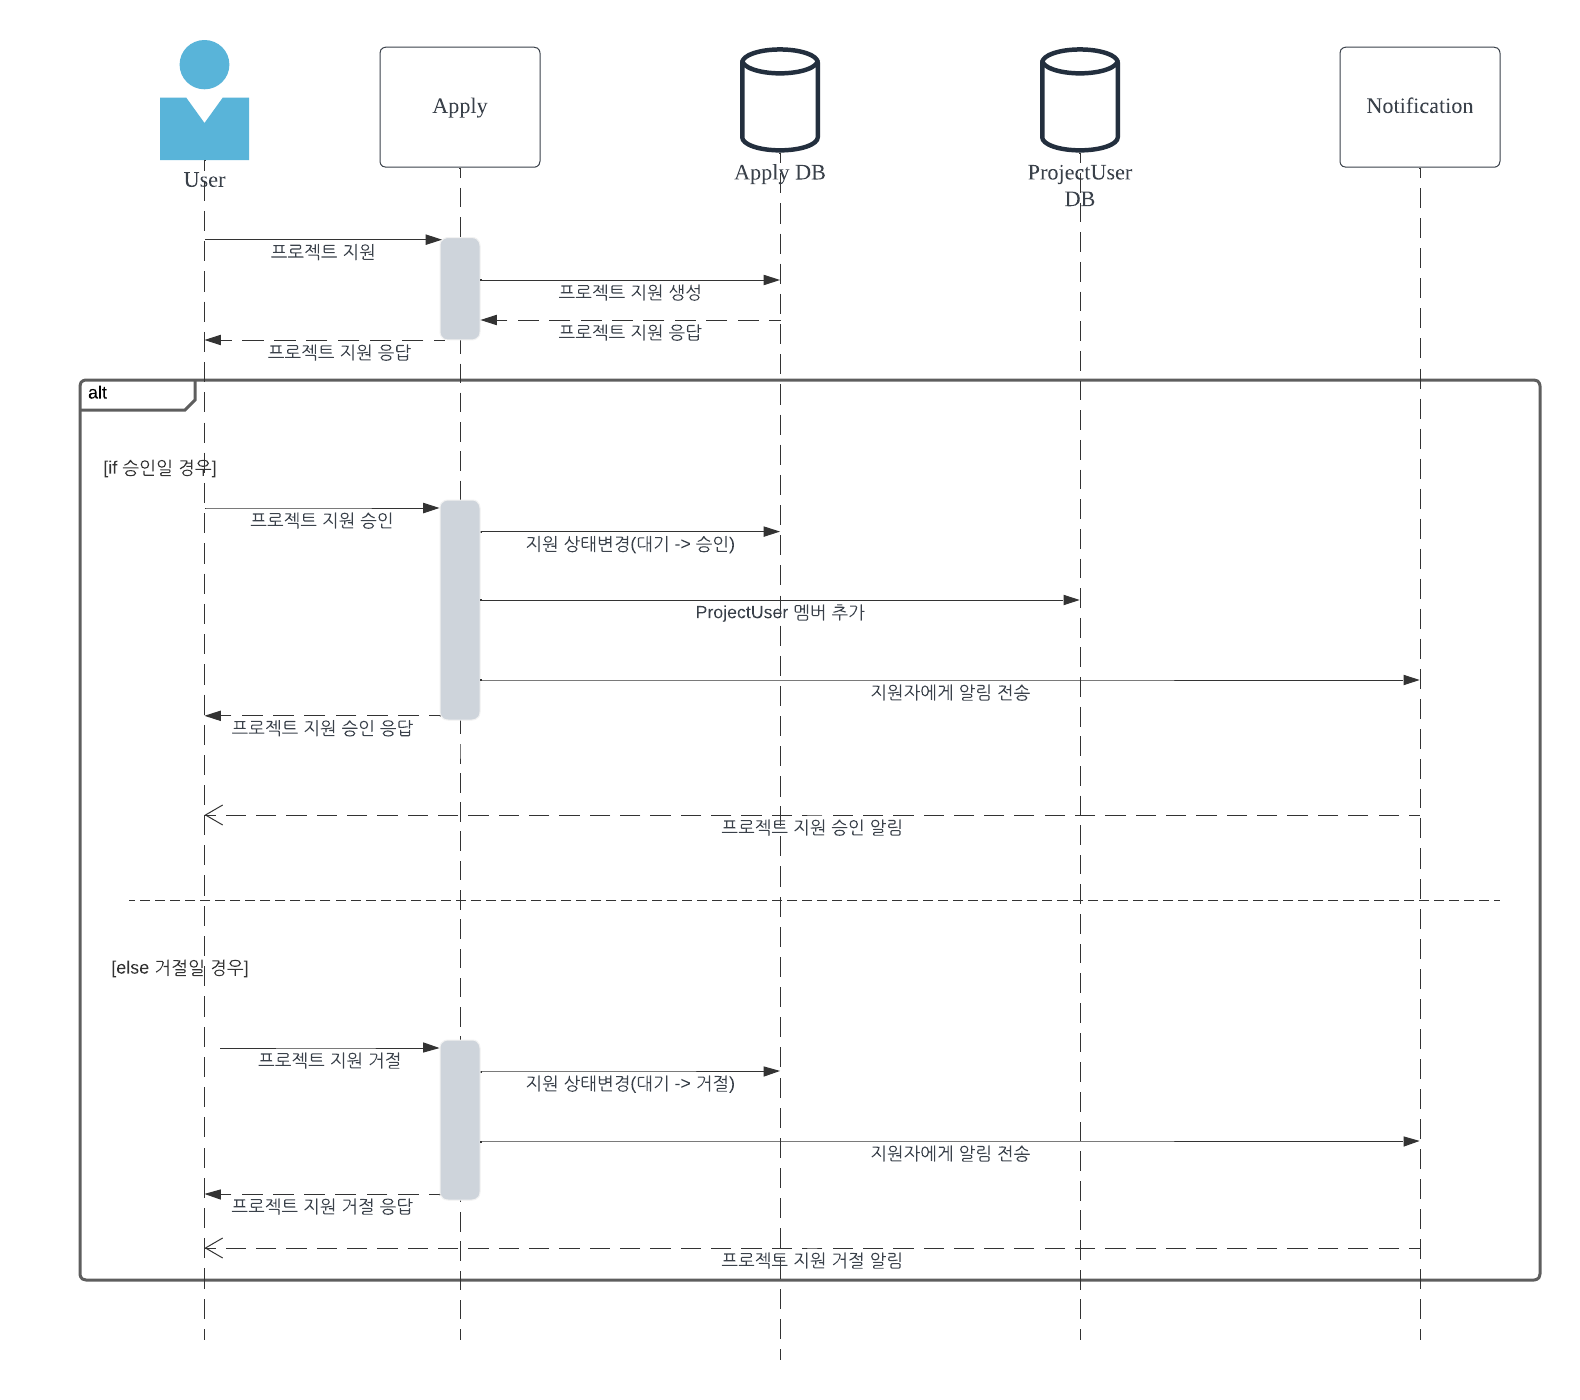 User
Apply
Apply DB
ProjectUser
DB
Notification
프로젝트 지원
프로젝트 지원 생성
프로젝트 지원 응답
프로젝트 지원 응답
alt
[if 승인일 경우]
프로젝트 지원 승인
지원 상태변경(대기 -> 승인)
ProjectUser 멤버 추가
지원자에게 알림 전송
프로젝트 지원 승인 응답
프로젝트 지원 승인 알림
[else 거절일 경우]
프로젝트 지원 거절
지원 상태변경(대기 -> 거절)
지원자에게 알림 전송
프로젝트 지원 거절 응답
프로젝트 지원 거절 알림